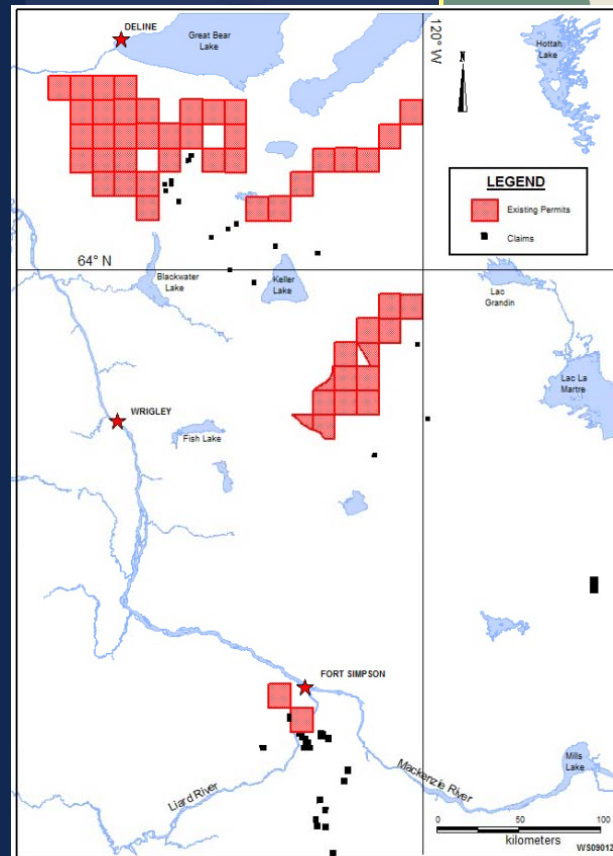 DELINE
Great Bear
Lake
120° W
N
Hottah
Lake
LEGEND
Existing Permits
Claims
64° N
Blackwater
Lake
Keller
Lake
Lac
Grandin
Lac La
Martre
WRIGLEY
Fish Lake
FORT SIMPSON
Liard River
Mackenzie River
Mills
Lake
0 50 100
kilometers
WS09012